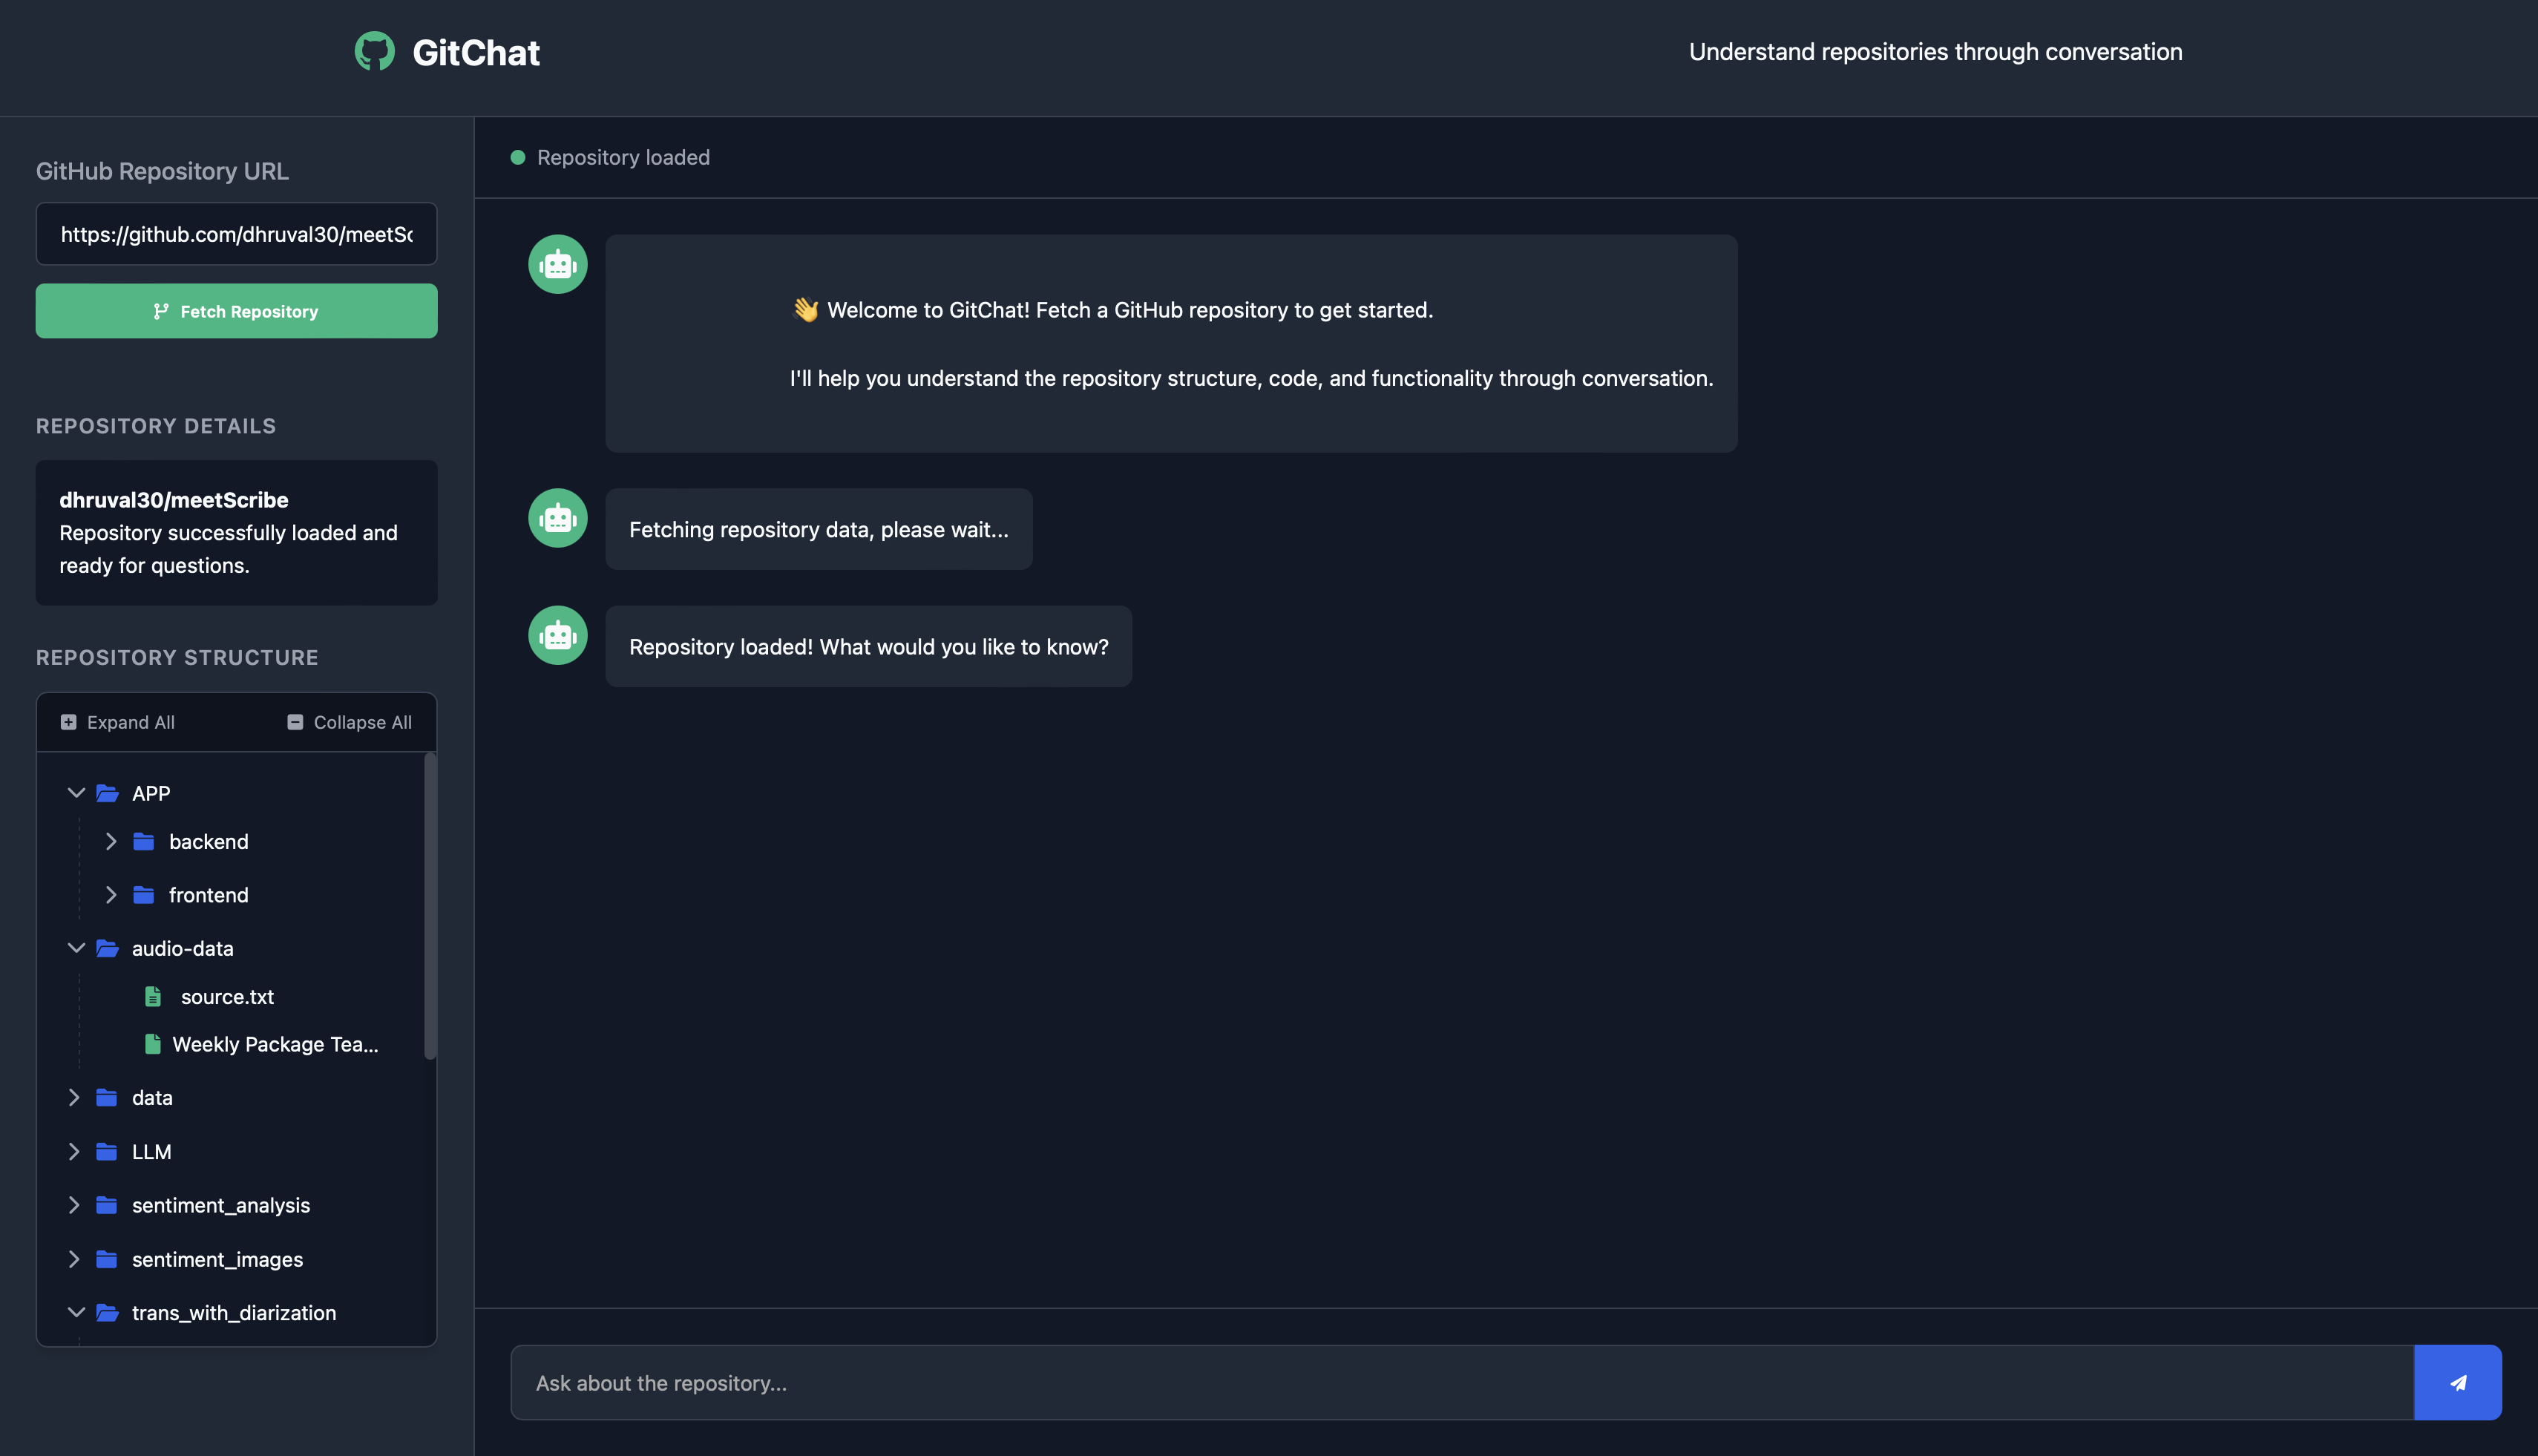 GitChat
Understand repositories through conversation
GitHub Repository URL
https://github.com/dhruval30/meetSc
Fetch Repository
REPOSITORY DETAILS
dhruval30/meetScribe
Repository successfully loaded and
ready for questions.
REPOSITORY STRUCTURE
Expand All
Collapse All
APP
backend
frontend
audio-data
source.txt
Weekly Package Tea...
data
LLM
sentiment_analysis
sentiment_images
trans_with_diarization
Repository loaded
👋 Welcome to GitChat! Fetch a GitHub repository to get started.
I'll help you understand the repository structure, code, and functionality through conversation.
Fetching repository data, please wait...
Repository loaded! What would you like to know?
Ask about the repository...